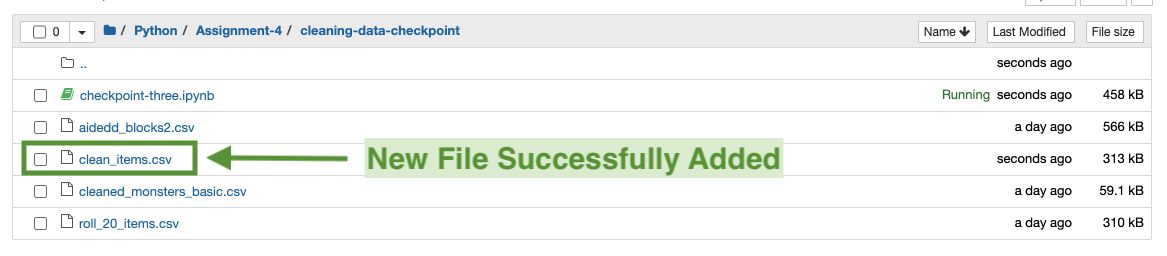 0 / Python / Assignment-4 / cleaning-data-checkpoint Name Last Modified File size
.. seconds ago
checkpoint-three.ipynb Running seconds ago 458 kB
aidedd_blocks2.csv a day ago 566 kB
clean_items.csv New File Successfully Added seconds ago 313 kB
cleaned_monsters_basic.csv a day ago 59.1 kB
roll_20_items.csv a day ago 310 kB